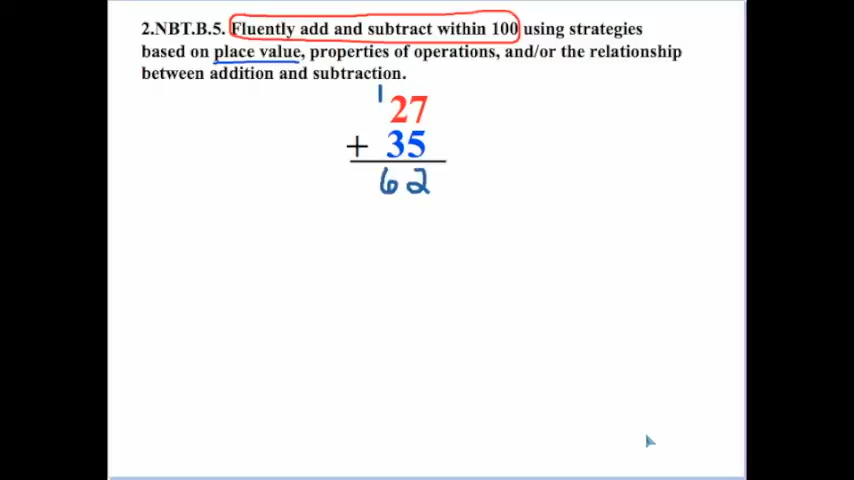 2.NBT.B.5. Fluently add and subtract within 100 using strategies
based on place value, properties of operations, and/or the relationship
between addition and subtraction.
1
27
+ 35
62